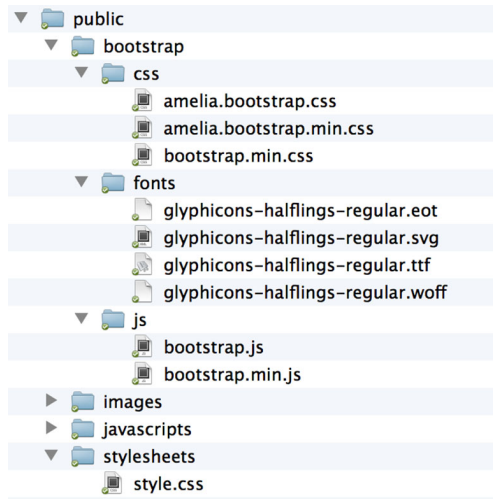 public
bootstrap
css
amelia.bootstrap.css
amelia.bootstrap.min.css
bootstrap.min.css
fonts
glyphicons-halflings-regular.eot
glyphicons-halflings-regular.svg
glyphicons-halflings-regular.ttf
glyphicons-halflings-regular.woff
js
bootstrap.js
bootstrap.min.js
images
javascripts
stylesheets
style.css